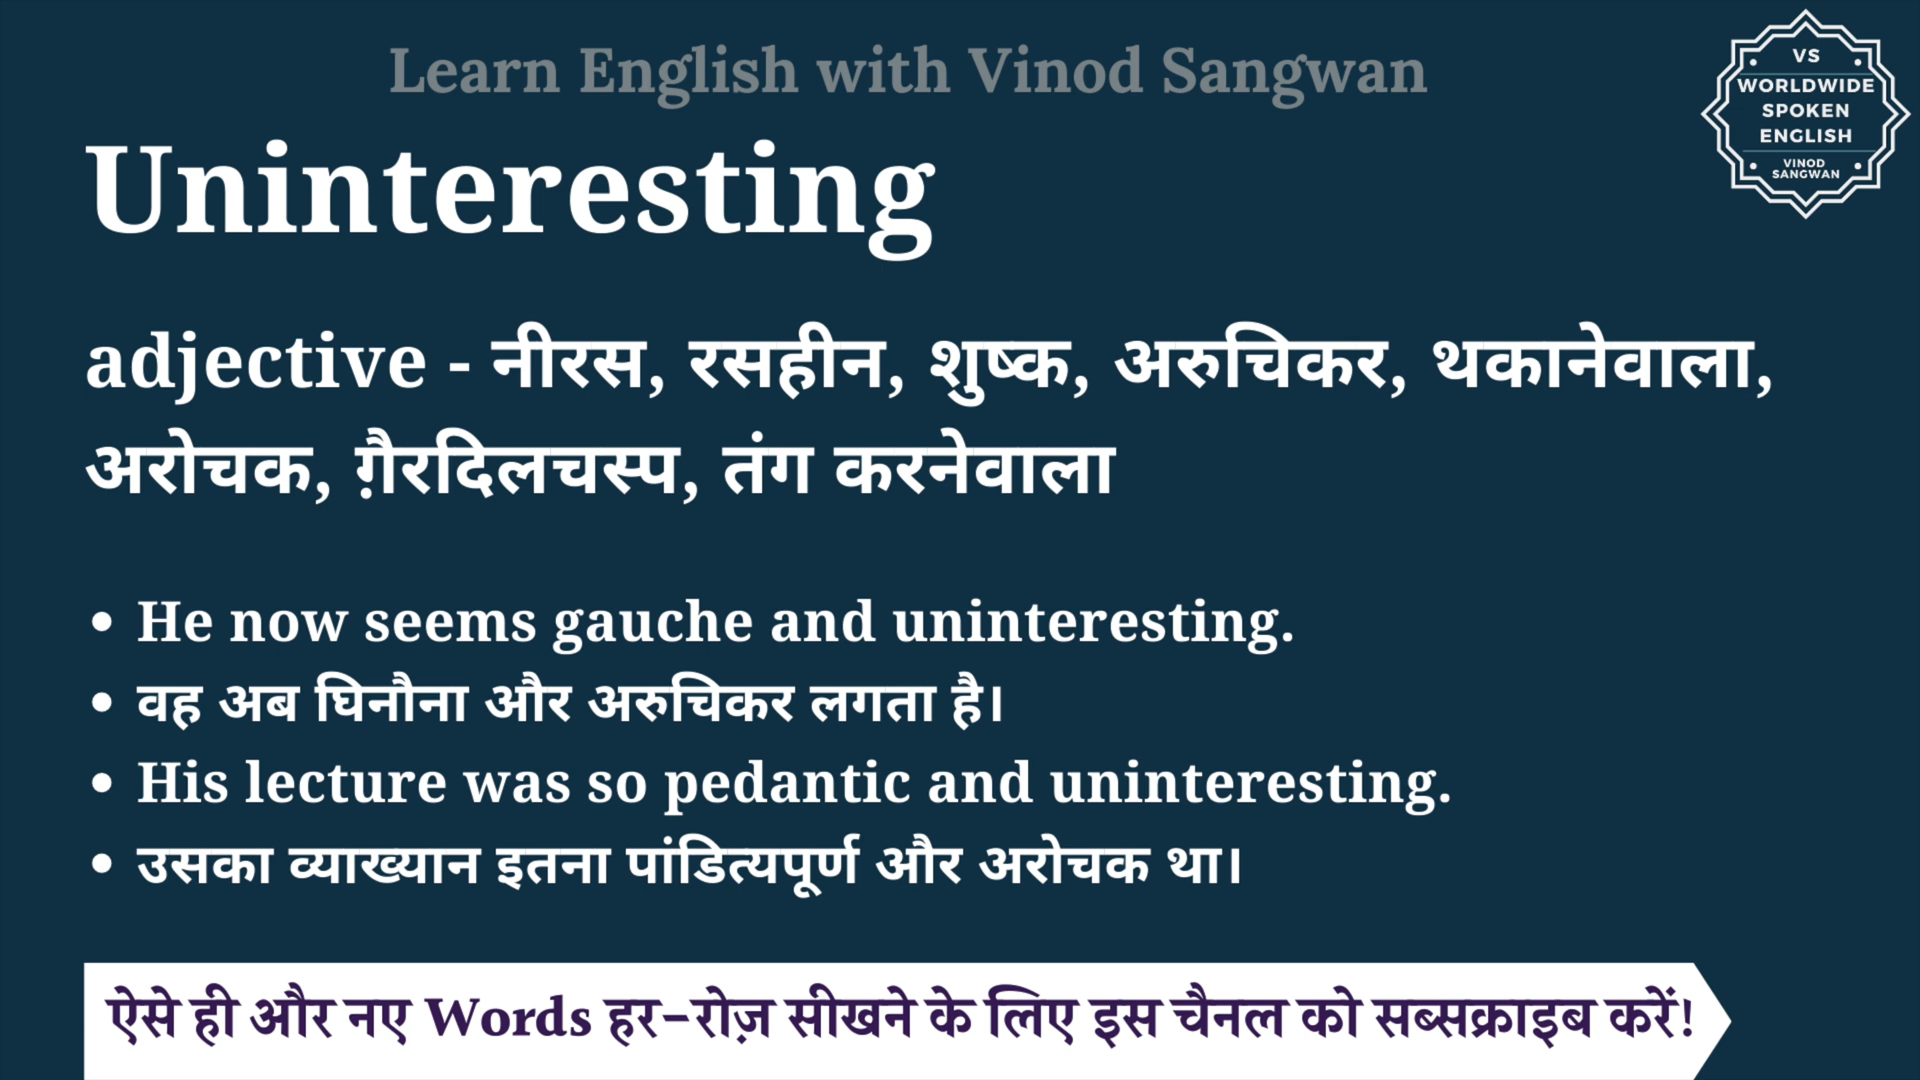 Learn English with Vinod Sangwan
VS
WORLDWIDE
SPOKEN
ENGLISH
VINOD
SANGWAN
Uninteresting
adjective - नीरस, रसहीन, शुष्क, अरुचिकर, थकानेवाला,
अरोचक, ग़ैरदिलचस्प, तंग करनेवाला
• He now seems gauche and uninteresting.
• वह अब घिनौना और अरुचिकर लगता है।
• His lecture was so pedantic and uninteresting.
• उसका व्याख्यान इतना पांडित्यपूर्ण और अरोचक था।
ऐसे ही और नए Words हर-रोज़ सीखने के लिए इस चैनल को सब्सक्राइब करें!